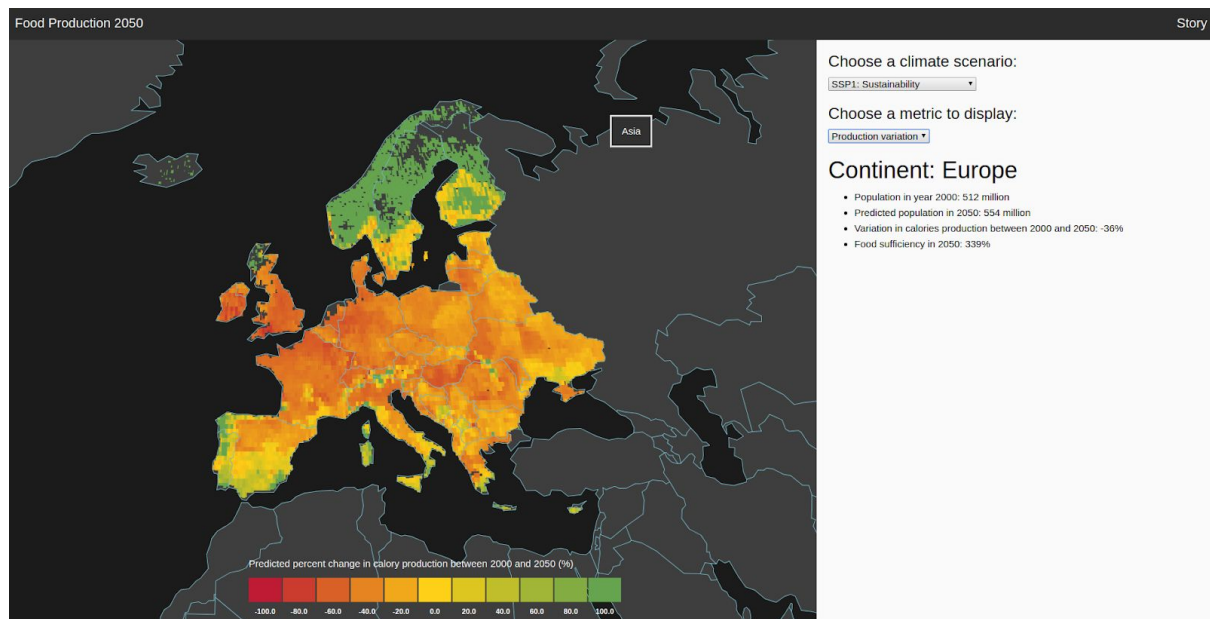 Food Production 2050
Story
Asia
Predicted percent change in calory production between 2000 and 2050 (%)
-100.0 -80.0 -60.0 -40.0 -20.0 0.0 20.0 40.0 60.0 80.0 100.0
Choose a climate scenario:
SSP1: Sustainability
Choose a metric to display:
Production variation
Continent: Europe
• Population in year 2000: 512 million
• Predicted population in 2050: 554 million
• Variation in calories production between 2000 and 2050: -36%
• Food sufficiency in 2050: 339%